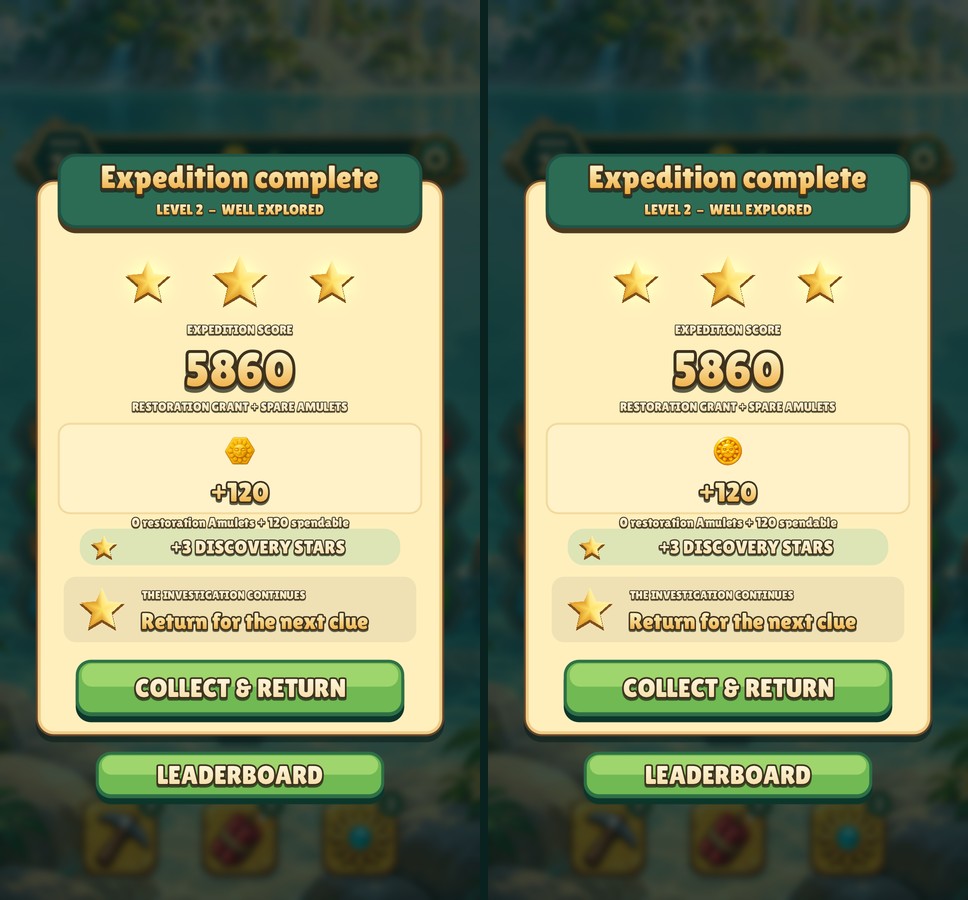 Expedition complete
LEVEL 2 – WELL EXPLORED
EXPEDITION SCORE
5860
RESTORATION GRANT + SPARE AMULETS
+120
0 restoration Amulets + 120 spendable
+3 DISCOVERY STARS
THE INVESTIGATION CONTINUES
Return for the next clue
COLLECT & RETURN
LEADERBOARD
Expedition complete
LEVEL 2 – WELL EXPLORED
EXPEDITION SCORE
5860
RESTORATION GRANT + SPARE AMULETS
+120
0 restoration Amulets + 120 spendable
+3 DISCOVERY STARS
THE INVESTIGATION CONTINUES
Return for the next clue
COLLECT & RETURN
LEADERBOARD